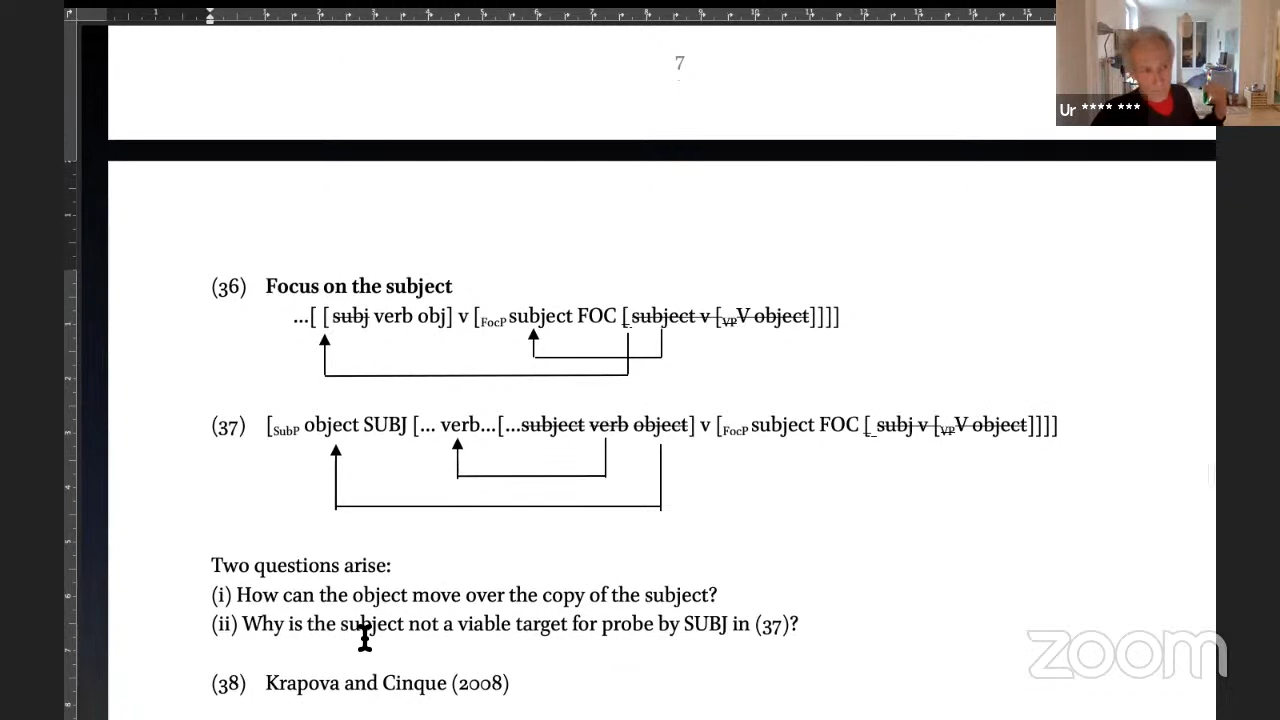 7
Ur **** ***
(36) Focus on the subject
...[ [ subj verb obj] v [FocP subject FOC [ subject v [VP V object]]]]
(37) [SubP object SUBJ [... verb...[...subject verb object] v [FocP subject FOC [ subj v [VP V object]]]]
Two questions arise:
(i) How can the object move over the copy of the subject?
(ii) Why is the subject not a viable target for probe by SUBJ in (37)?
(38) Krapova and Cinque (2008)
zoom